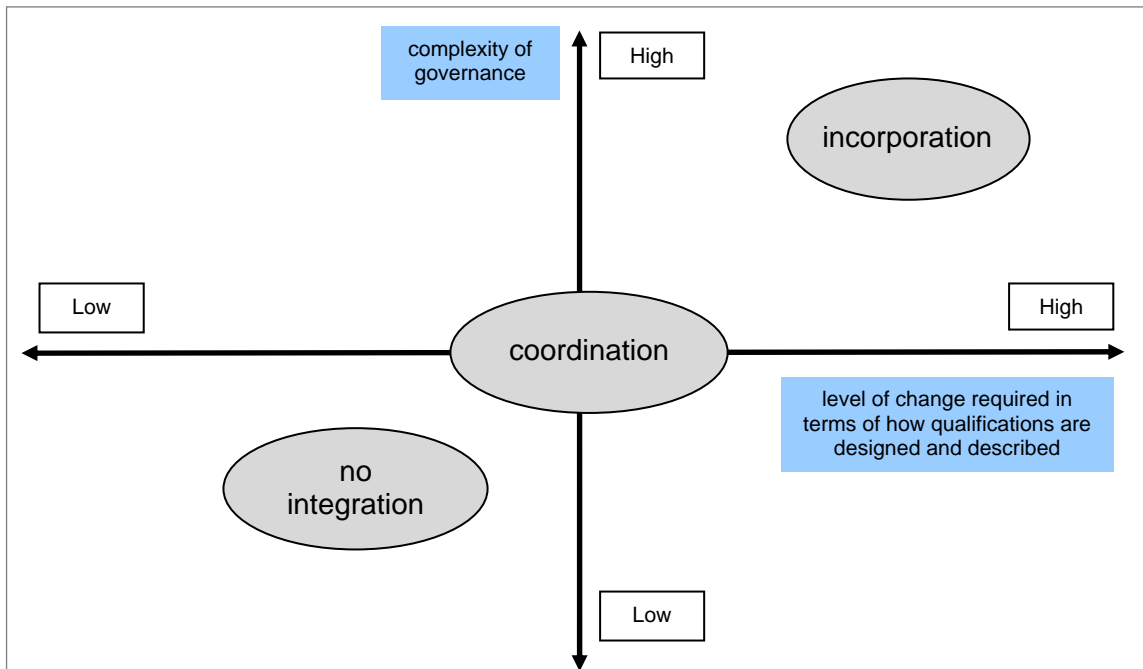 complexity of
governance
High
incorporation
Low
High
coordination
level of change required in
terms of how qualifications are
designed and described
no
integration
Low